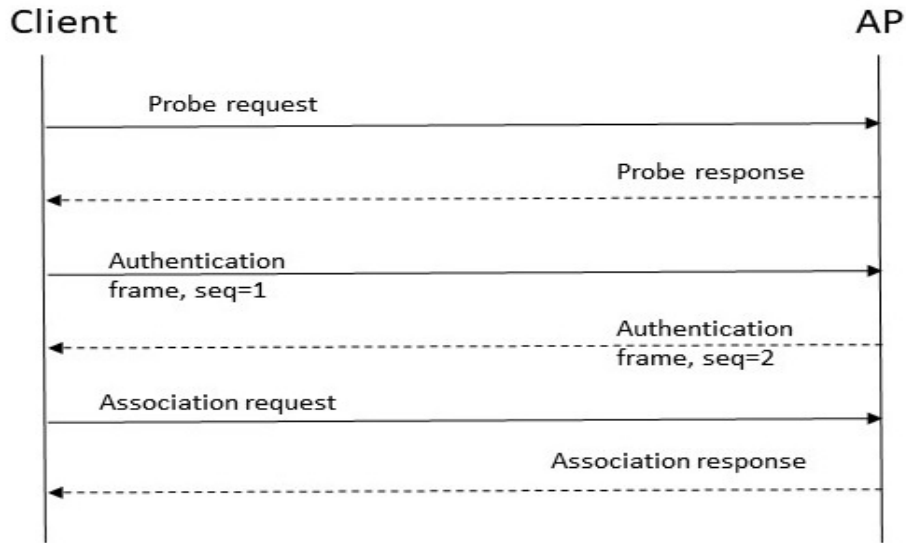 Client
AP
Probe request
Probe response
Authentication
frame, seq=1
Authentication
frame, seq=2
Association request
Association response